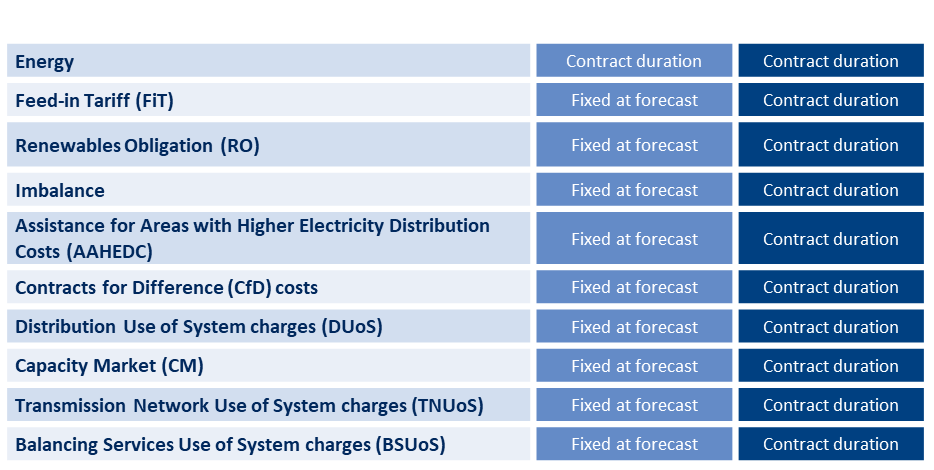 Energy Contract duration Contract duration
Feed-in Tariff (FiT) Fixed at forecast Contract duration
Renewables Obligation (RO) Fixed at forecast Contract duration
Imbalance Fixed at forecast Contract duration
Assistance for Areas with Higher Electricity Distribution
Costs (AAHEDC) Fixed at forecast Contract duration
Contracts for Difference (CfD) costs Fixed at forecast Contract duration
Distribution Use of System charges (DUoS) Fixed at forecast Contract duration
Capacity Market (CM) Fixed at forecast Contract duration
Transmission Network Use of System charges (TNUoS) Fixed at forecast Contract duration
Balancing Services Use of System charges (BSUoS) Fixed at forecast Contract duration